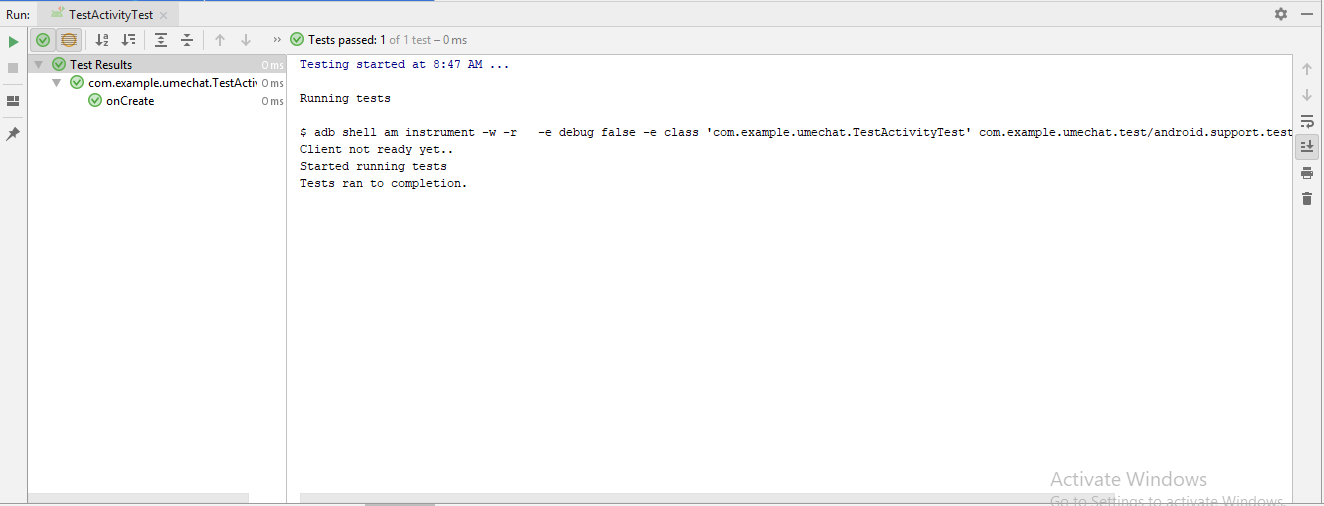 Run: TestActivityTest
Tests passed: 1 of 1 test – 0 ms
Test Results 0 ms
com.example.umechat.TestActiv 0 ms
onCreate 0 ms
Testing started at 8:47 AM ...
Running tests
$ adb shell am instrument -w -r   -e debug false -e class 'com.example.umechat.TestActivityTest' com.example.umechat.test/android.support.test
Client not ready yet..
Started running tests
Tests ran to completion.
Activate Windows
Go to Settings to activate Windows.